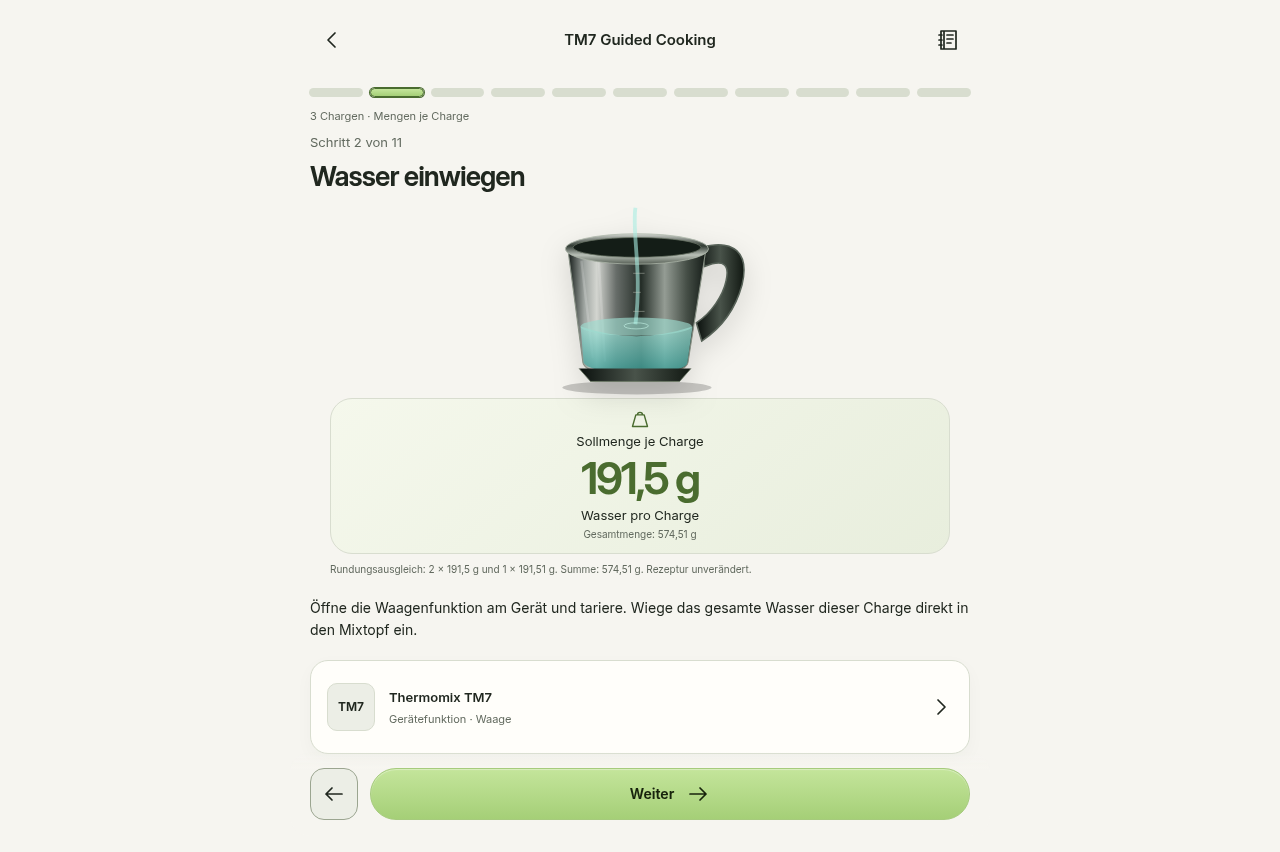 TM7 Guided Cooking
3 Chargen · Mengen je Charge
Schritt 2 von 11
Wasser einwiegen
Sollmenge je Charge
191,5 g
Wasser pro Charge
Gesamtmenge: 574,51 g
Rundungsausgleich: 2 × 191,5 g und 1 × 191,51 g. Summe: 574,51 g. Rezeptur unverändert.
Öffne die Waagenfunktion am Gerät und tariere. Wiege das gesamte Wasser dieser Charge direkt in
den Mixtopf ein.
TM7
Thermomix TM7
Gerätefunktion · Waage
Weiter